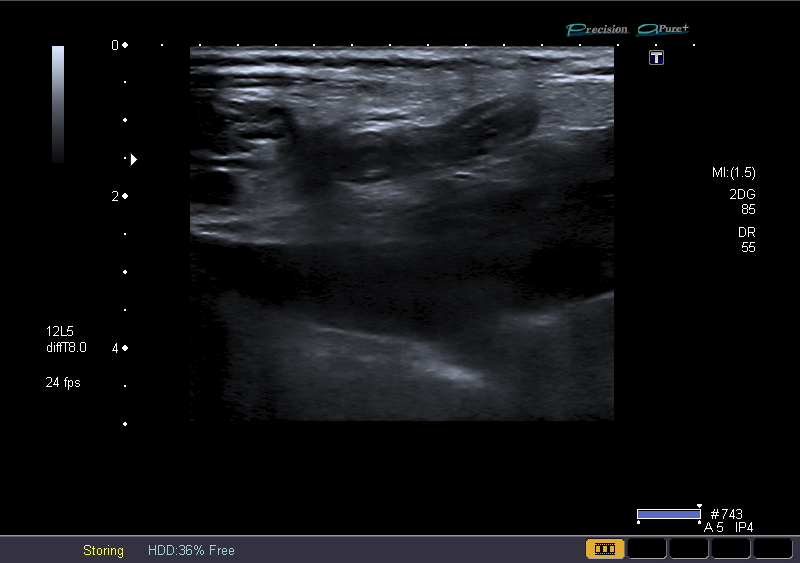 Precision APure+
0
T
MI:(1.5)
2DG
85
DR
55
2
12L5
diffT8.0
4
24 fps
#743
A 5 IP4
Storing HDD:36% Free